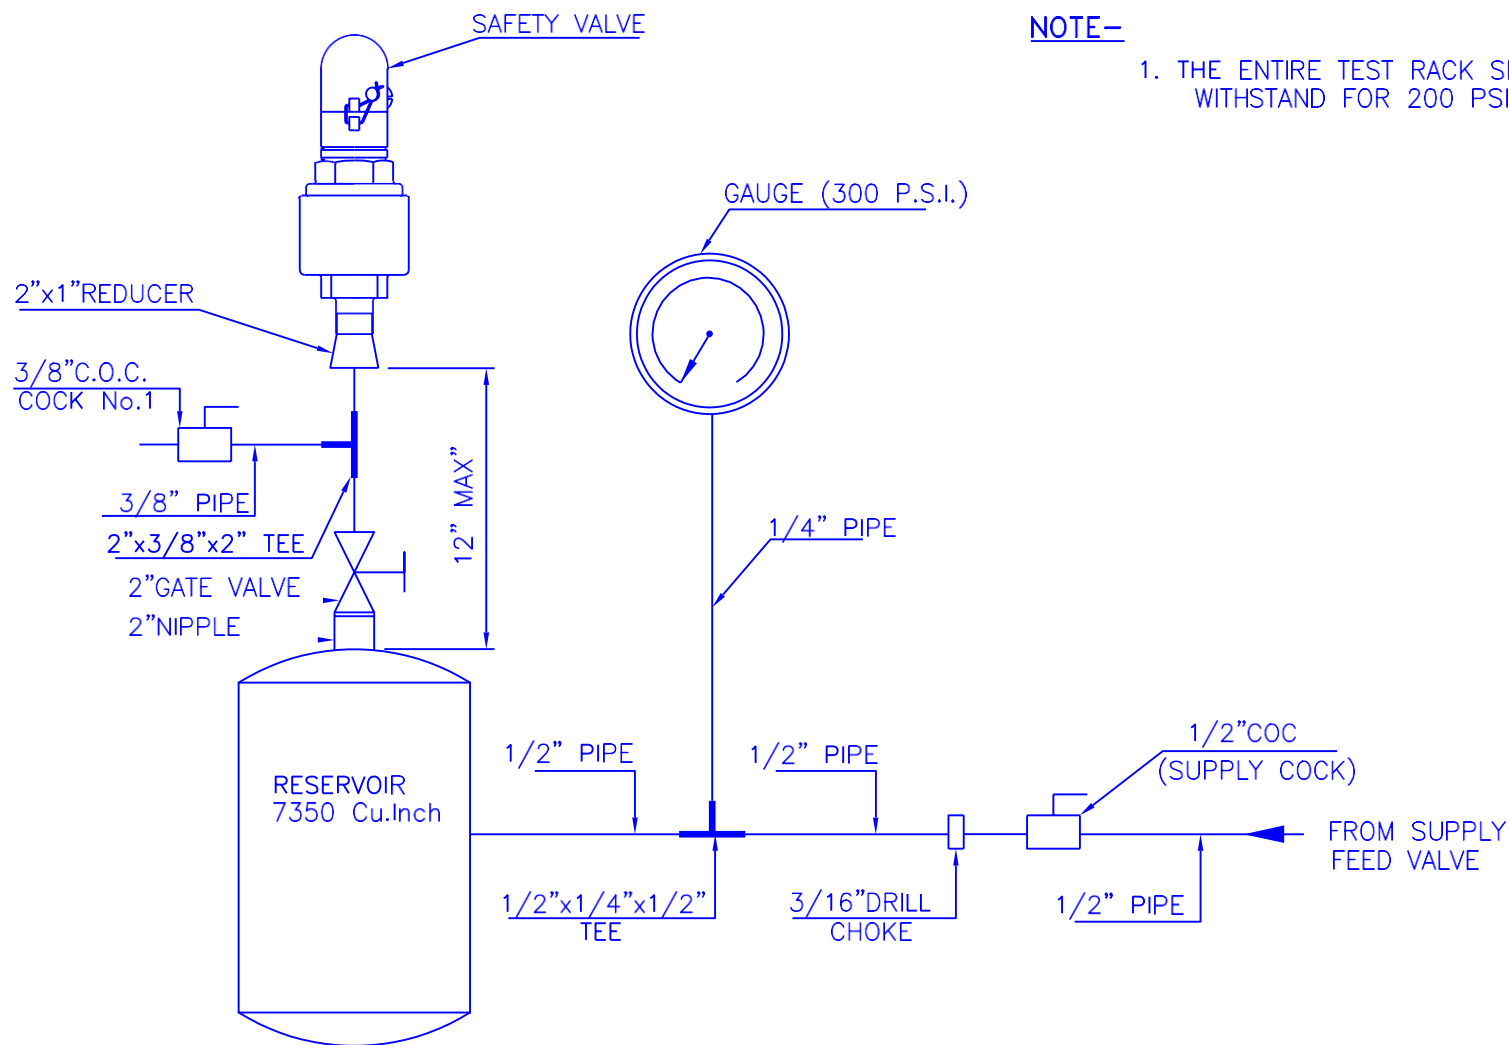 SAFETY VALVE
NOTE-
1. THE ENTIRE TEST RACK
WITHSTAND FOR 200 PSI
GAUGE (300 P.S.I.)
2"x1"REDUCER
3/8"C.O.C.
COCK No.1
3/8" PIPE
2"x3/8"x2" TEE
2"GATE VALVE
2"NIPPLE
12" MAX"
1/4" PIPE
RESERVOIR
7350 Cu.Inch
1/2" PIPE
1/2" PIPE
1/2"COC
(SUPPLY COCK)
FROM SUPPLY
FEED VALVE
1/2"x1/4"x1/2"
TEE
3/16"DRILL
CHOKE
1/2" PIPE